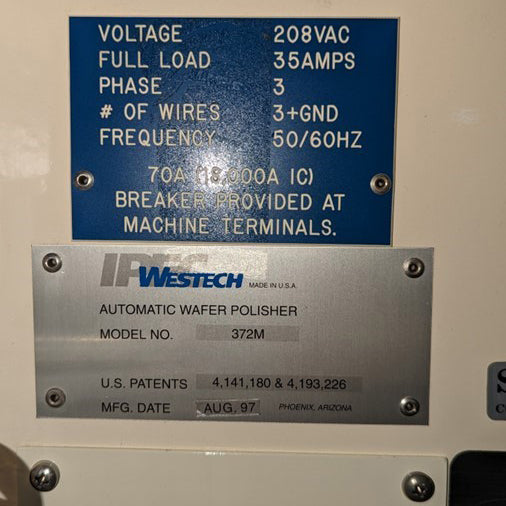 VOLTAGE 208VAC
FULL LOAD 35AMPS
PHASE 3
# OF WIRES 3+GND
FREQUENCY 50/60HZ
70A (18,000A IC)
BREAKER PROVIDED AT
MACHINE TERMINALS.
IPEC WESTECH MADE IN U.S.A.
AUTOMATIC WAFER POLISHER
MODEL NO. 372M
U.S. PATENTS 4,141,180 & 4,193,226
MFG. DATE AUG, 97 PHOENIX, ARIZONA